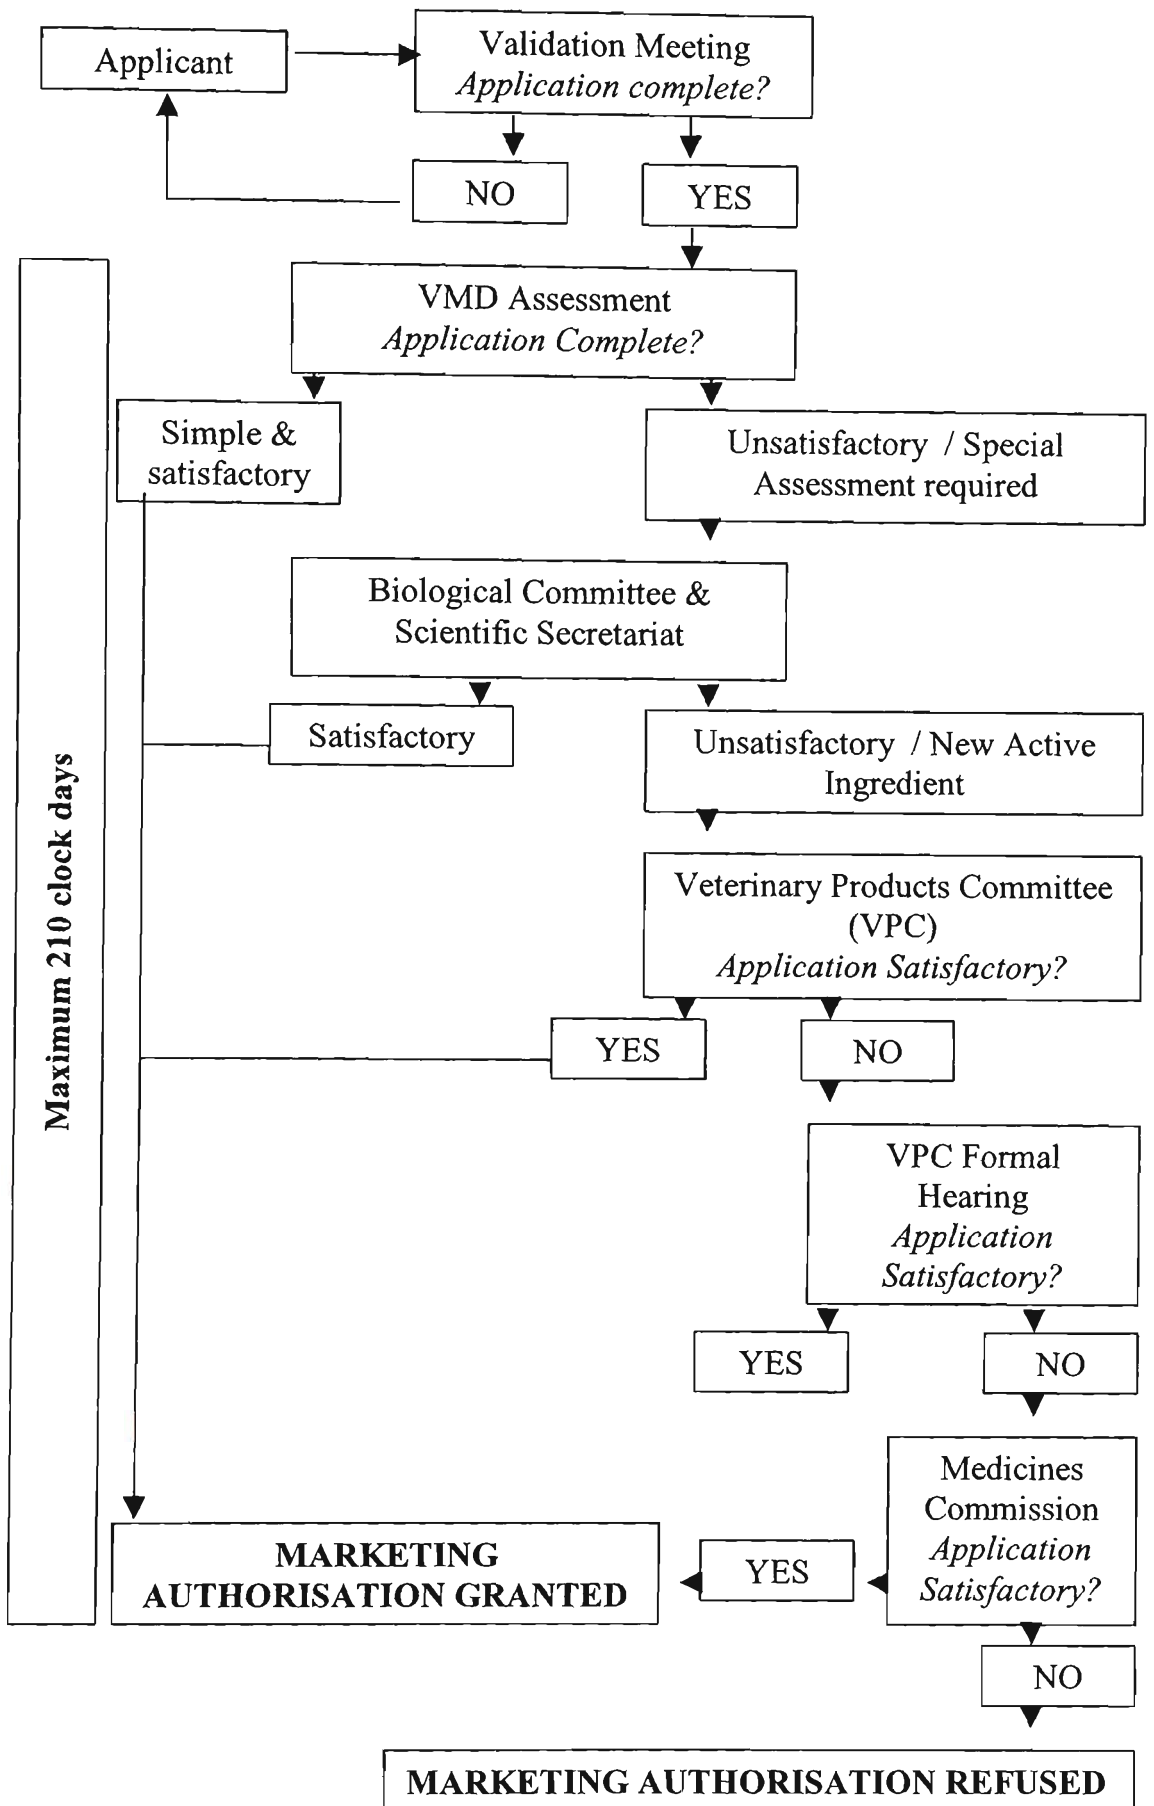 Applicant
Validation Meeting
Application complete?
NO
YES
VMD Assessment
Application Complete?
Simple &
satisfactory
Unsatisfactory / Special
Assessment required
Biological Committee &
Scientific Secretariat
Satisfactory
Unsatisfactory / New Active
Ingredient
Maximum 210 clock days
Veterinary Products Committee
(VPC)
Application Satisfactory?
YES
NO
VPC Formal
Hearing
Application
Satisfactory?
YES
NO
Medicines
Commission
Application
Satisfactory?
YES
MARKETING
AUTHORISATION GRANTED
NO
MARKETING AUTHORISATION REFUSED